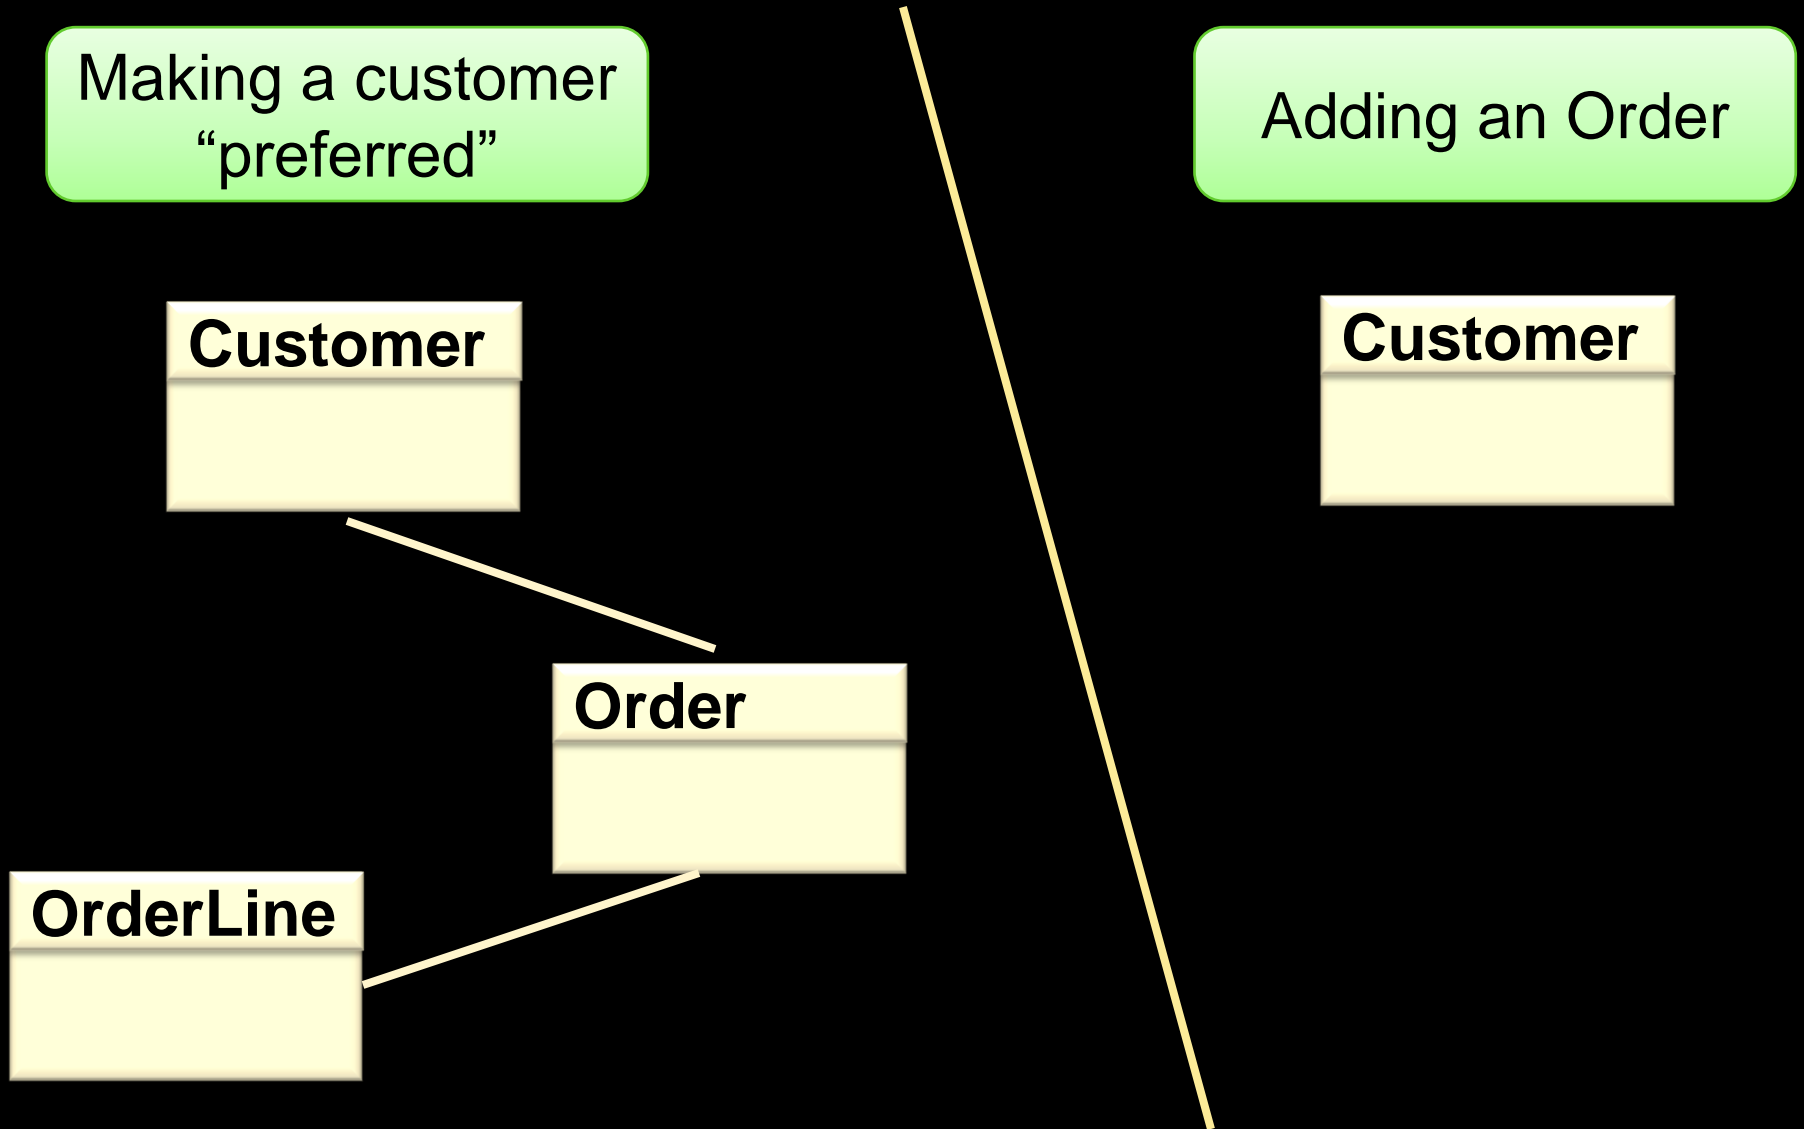 Making a customer
“preferred”
Adding an Order
Customer
Customer
Order
OrderLine